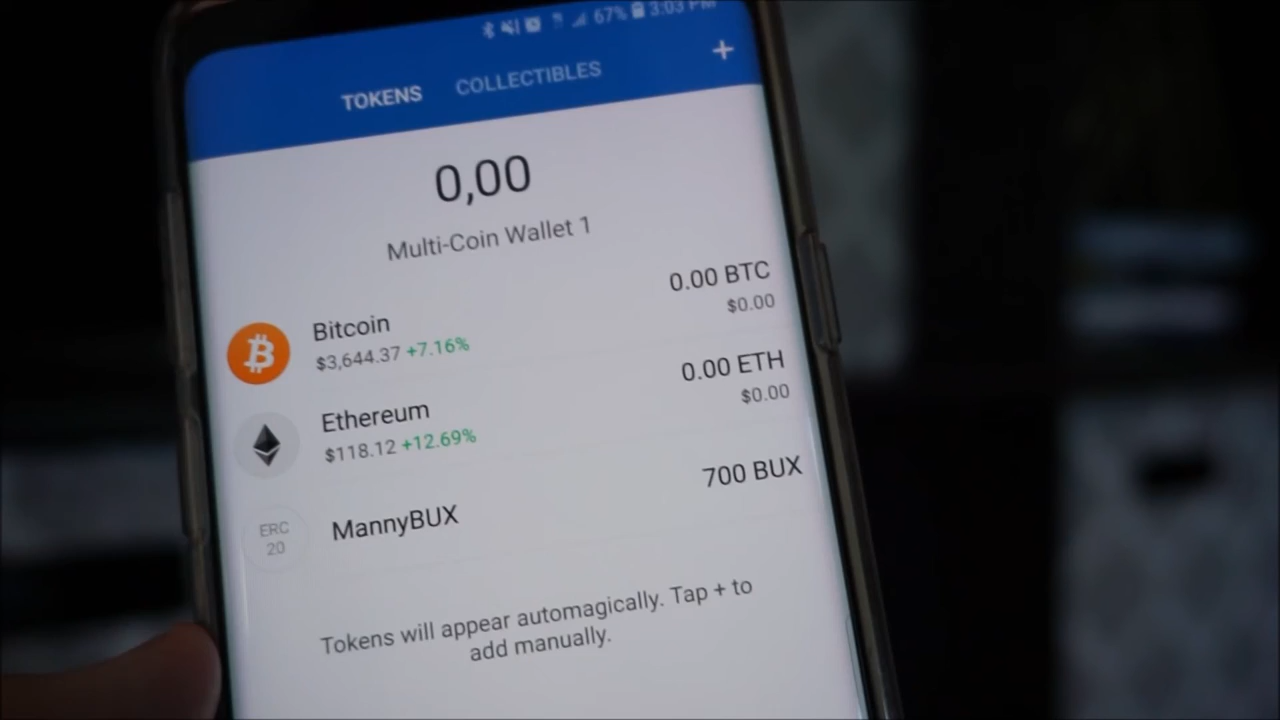 67% 3:03 PM
TOKENS COLLECTIBLES +
0,00
Multi-Coin Wallet 1
Bitcoin 0.00 BTC
$3,644.37 +7.16% $0.00
Ethereum 0.00 ETH
$118.12 +12.69% $0.00
ERC
20
MannyBUX 700 BUX
Tokens will appear automagically. Tap + to
add manually.